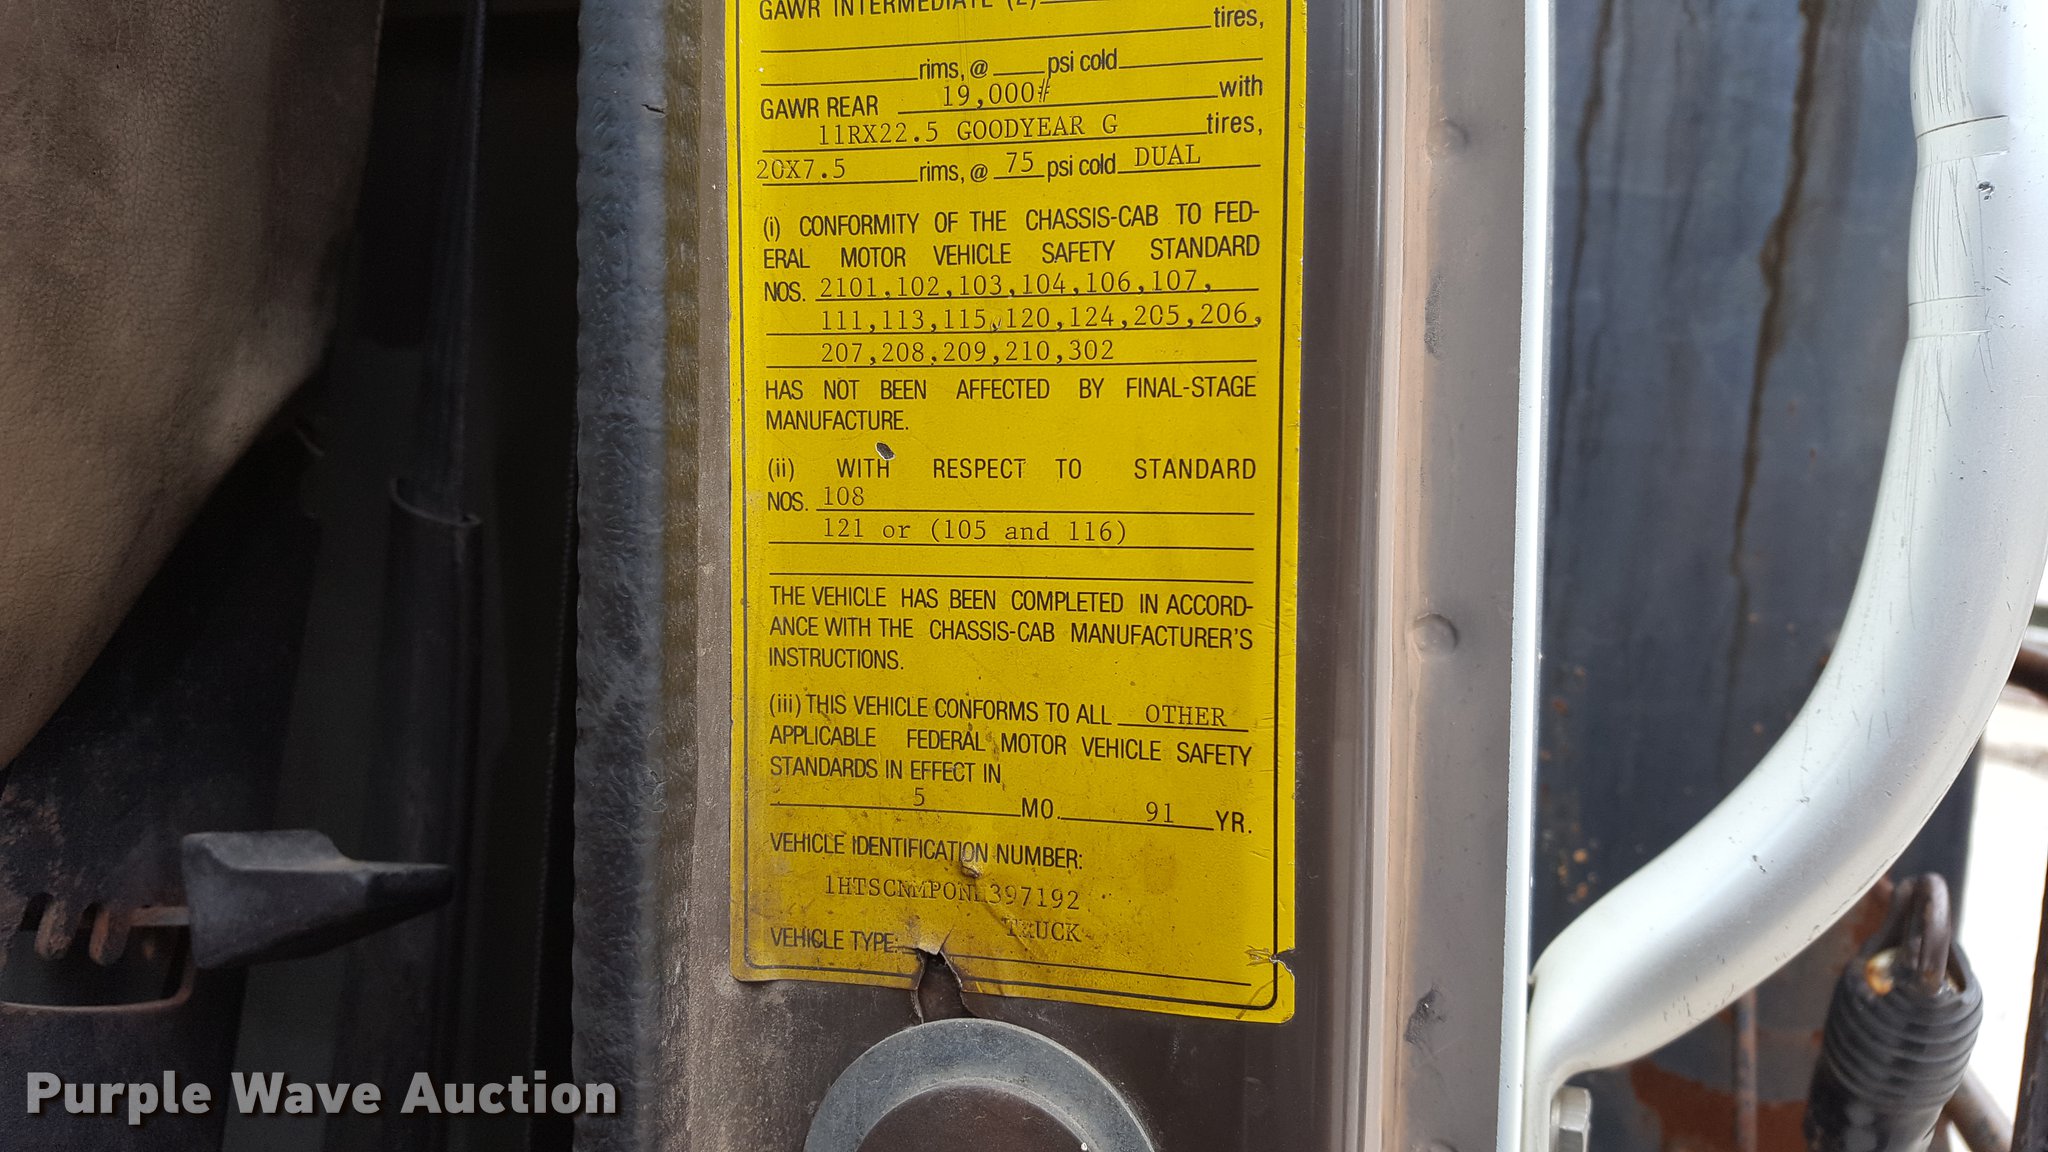 GAWR INTERMEDIATE (2)
tires,
rims, @ psi cold
GAWR REAR 19,000# with
11RX22.5 GOODYEAR G tires,
20X7.5 rims, @ 75 psi cold DUAL
(i) CONFORMITY OF THE CHASSIS-CAB TO FED-
ERAL MOTOR VEHICLE SAFETY STANDARD
NOS. 2101,102,103,104,106,107,
111,113,115,120,124,205,206,
207,208,209,210,302
HAS NOT BEEN AFFECTED BY FINAL-STAGE
MANUFACTURE.
(ii) WITH RESPECT TO STANDARD
NOS. 108
121 or (105 and 116)
THE VEHICLE HAS BEEN COMPLETED IN ACCORD-
ANCE WITH THE CHASSIS-CAB MANUFACTURER'S
INSTRUCTIONS.
(iii) THIS VEHICLE CONFORMS TO ALL OTHER
APPLICABLE FEDERAL MOTOR VEHICLE SAFETY
STANDARDS IN EFFECT IN
5 MO. 91 YR.
VEHICLE IDENTIFICATION NUMBER:
VEHICLE TYPE: TRUCK
Purple Wave Auction